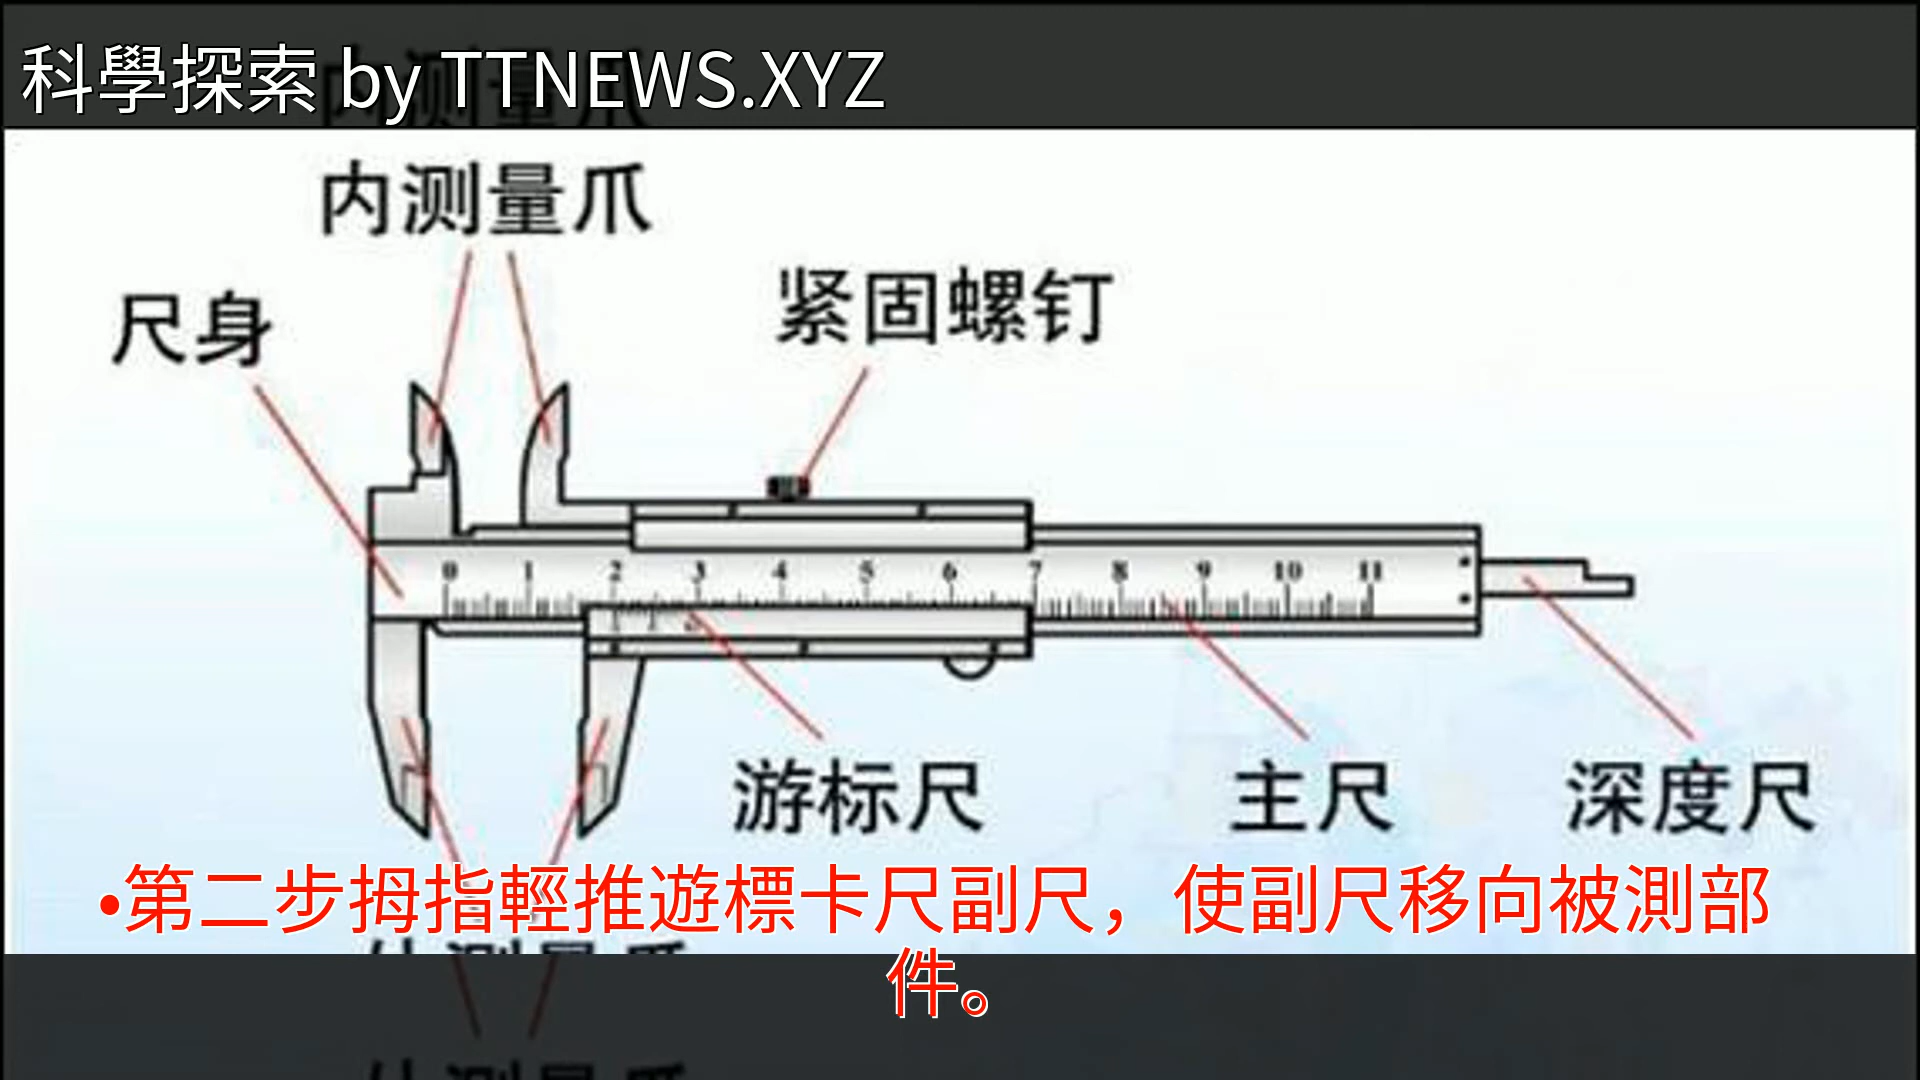 科學探索 by TTNEWS.XYZ
内测量爪
尺身
紧固螺钉
0 1 2 3 4 5 6 7 8 9 10 11
游标尺
主尺
深度尺
•第二步拇指輕推遊標卡尺副尺，使副尺移向被測部
件。